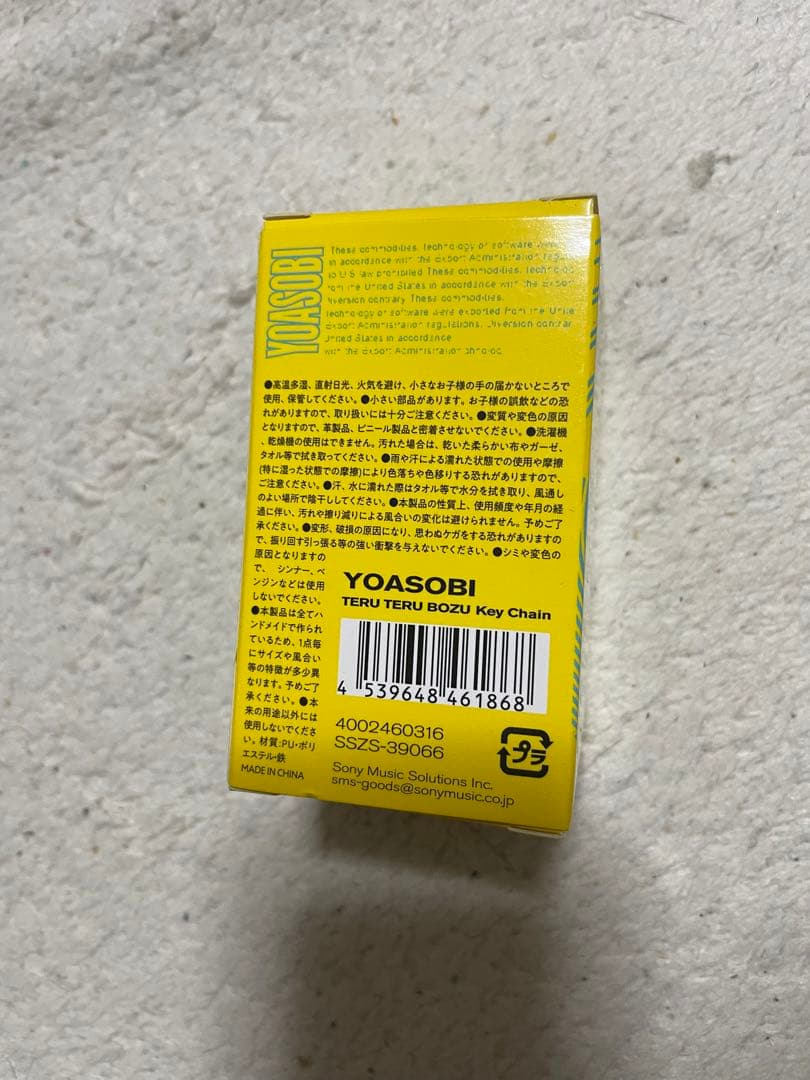 YOASOBI
These commodities, technology or software were
in accordance with the Export Administration regul
to U S law prohibited These commodities, technolo
rom the United States in accordance with the Expor
Diversion contrary These commodities,
technology or software were exported from the Unite
Export Administration regulations. Diversion contrar
United States in accordance
with the Export Administration
●高温多湿、直射日光、火気を避け、小さなお子様の手の届かないところで
使用、保管してください。●小さい部品があります。お子様の誤飲などの恐
れがありますので、取り扱いには十分ご注意ください。●変質や変色の原因
となりますので、革製品、ビニール製品と密着させないでください。●洗濯機
、乾燥機の使用はできません。汚れた場合は、乾いた柔らかい布やガーゼ、
タオル等で拭き取ってください。●雨や汗による濡れた状態での使用や摩擦
(特に湿った状態での摩擦)により色落ちや色移りする恐れがありますので、
ご注意ください。●汗、水に濡れた際はタオル等で水分を拭き取り、風通し
のよい場所で陰干ししてください。●本製品の性質上、使用頻度や年月の経
過に伴い、汚れや擦り減りによる風合いの変化は避けられません。予めご了
承ください。●変形、破損の原因になり、思わぬケガをする恐れがありますの
で、振り回す引っ張る等の強い衝撃を与えないでください。●シミや変色の
原因となりますの
で、シンナー、ベ
ンジンなどは使用
しないでください。
●本製品は全てハ
ンドメイドで作られ
ているため、1点毎
にサイズや風合い
等の特徴が多少異
なります。予めご了
承ください。●本
来の用途以外には
使用しないでくださ
い。材質:PU・ポリ
エステル・鉄
MADE IN CHINA
YOASOBI
TERU TERU BOZU Key Chain
4 539648 461868
4002460316
SSZS-39066
プラ
Sony Music Solutions Inc.
sms-goods@sonymusic.co.jp